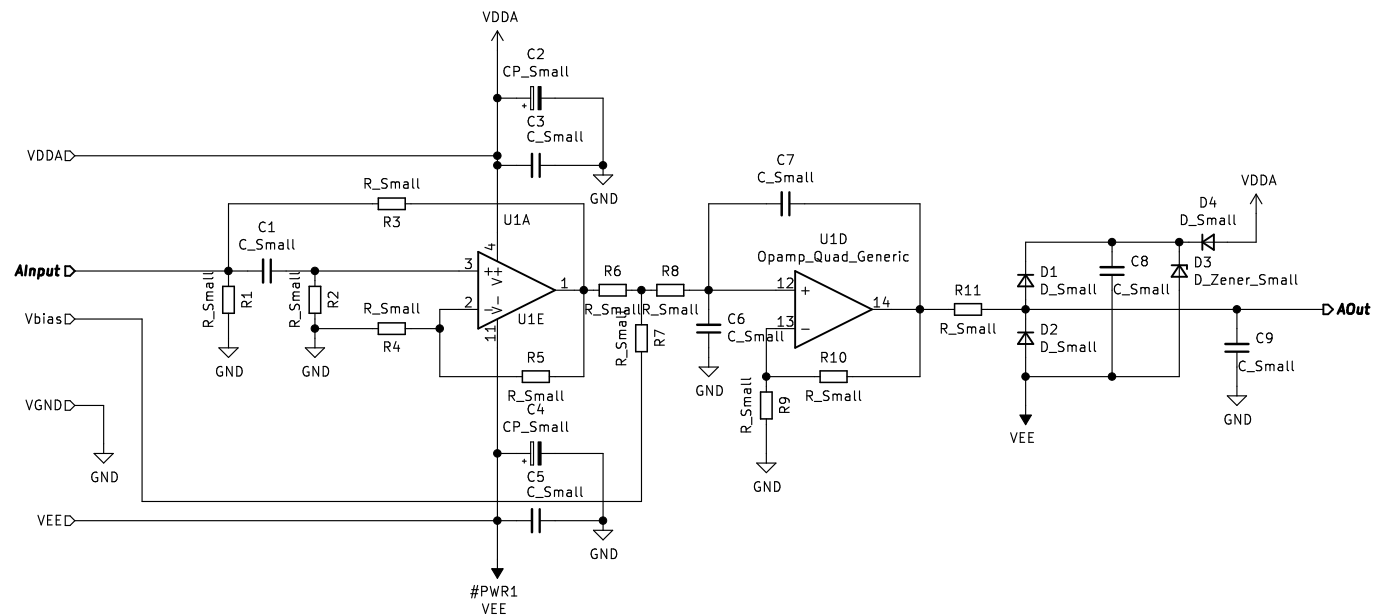 VDDA
C2
CP_Small
C3
C_Small
VDDA
GND
R_Small
R3
U1A
C1
C_Small
AInput
R_Small
R1
GND
R_Small
R2
GND
3
2
4
11
++
V+
V-
1
U1E
R_Small
R4
R5
R_Small
Vbias
VGND
GND
C4
CP_Small
C5
C_Small
VEE
GND
#PWR1
VEE
R6
R_Small
R8
R_Small
R_Small
R7
C7
C_Small
U1D
Opamp_Quad_Generic
12
+
13
-
14
C6
C_Small
GND
R_Small
R9
GND
R10
R_Small
R11
R_Small
D1
D_Small
D2
D_Small
VEE
C8
C_Small
D4
D_Small
VDDA
D3
D_Zener_Small
AOut
C9
C_Small
GND